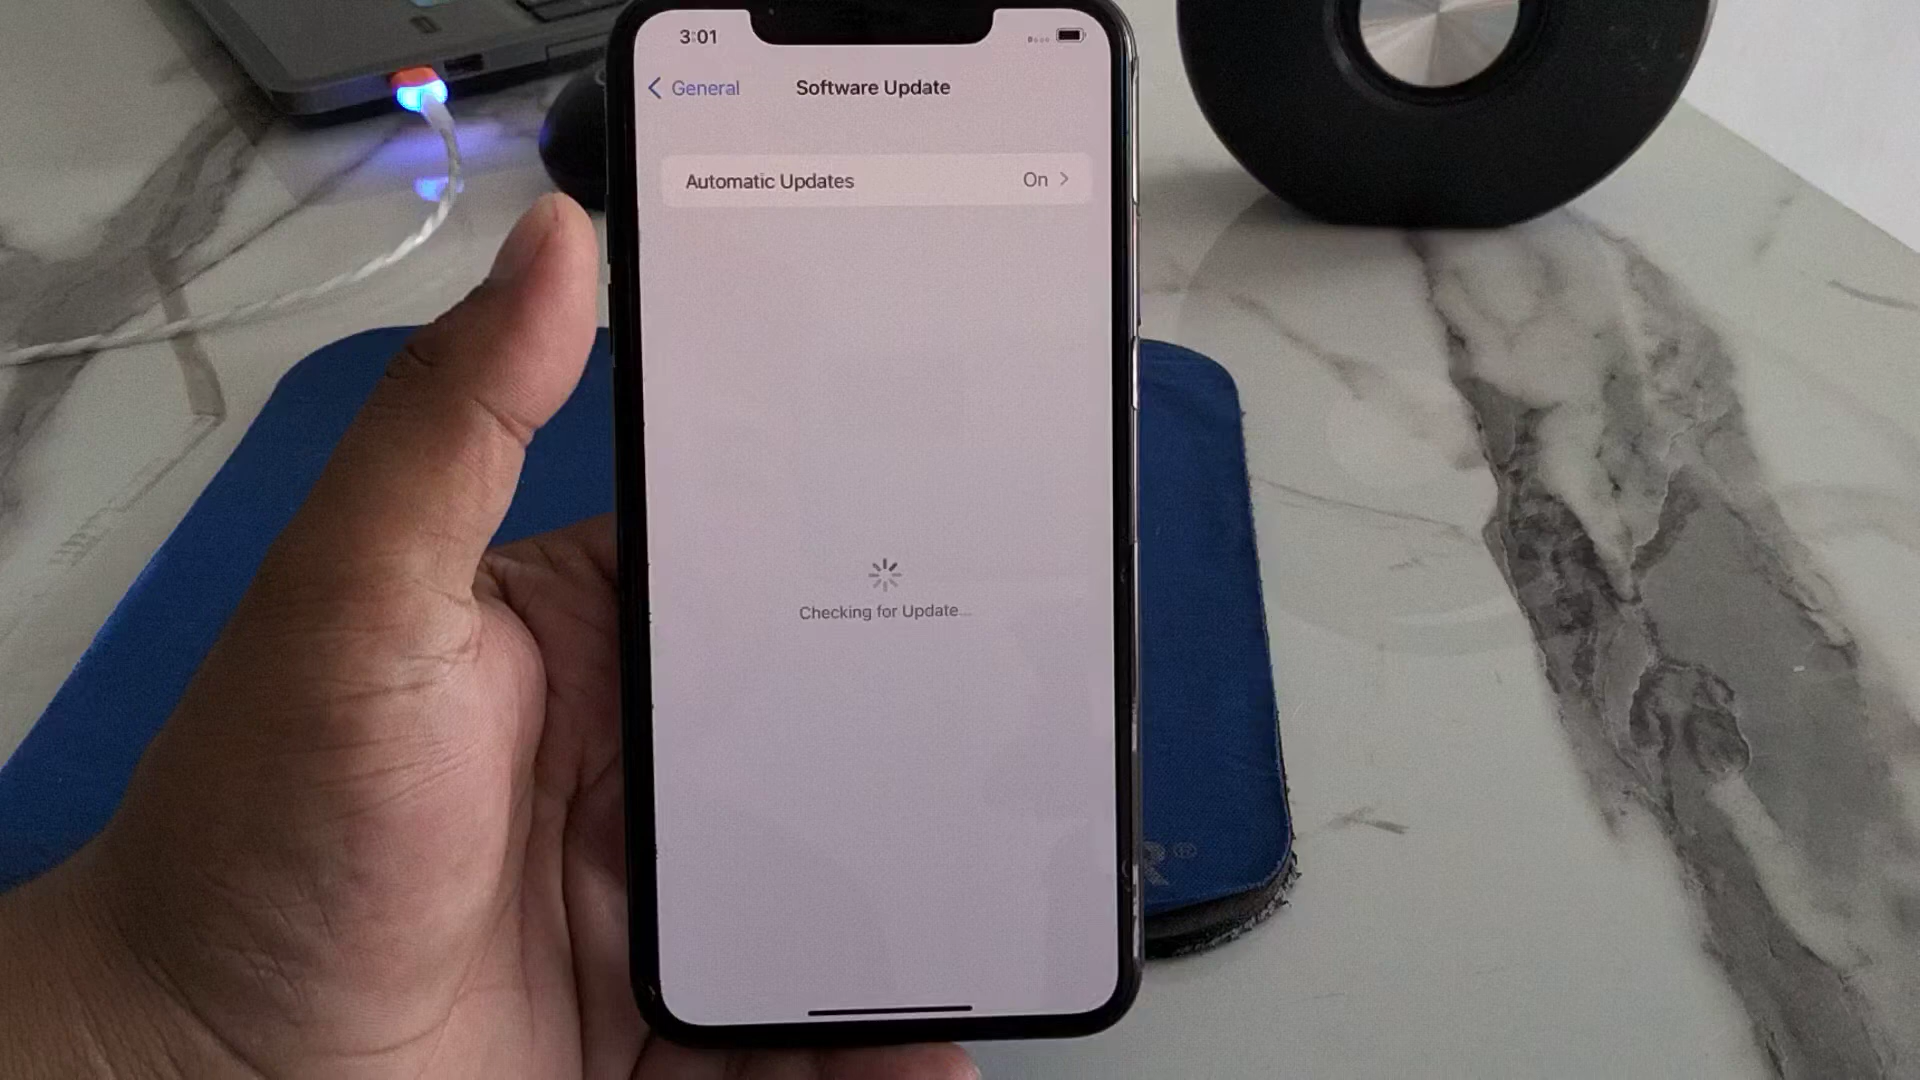 3:01
General
Software Update
Automatic Updates
On
Checking for Update...
R®